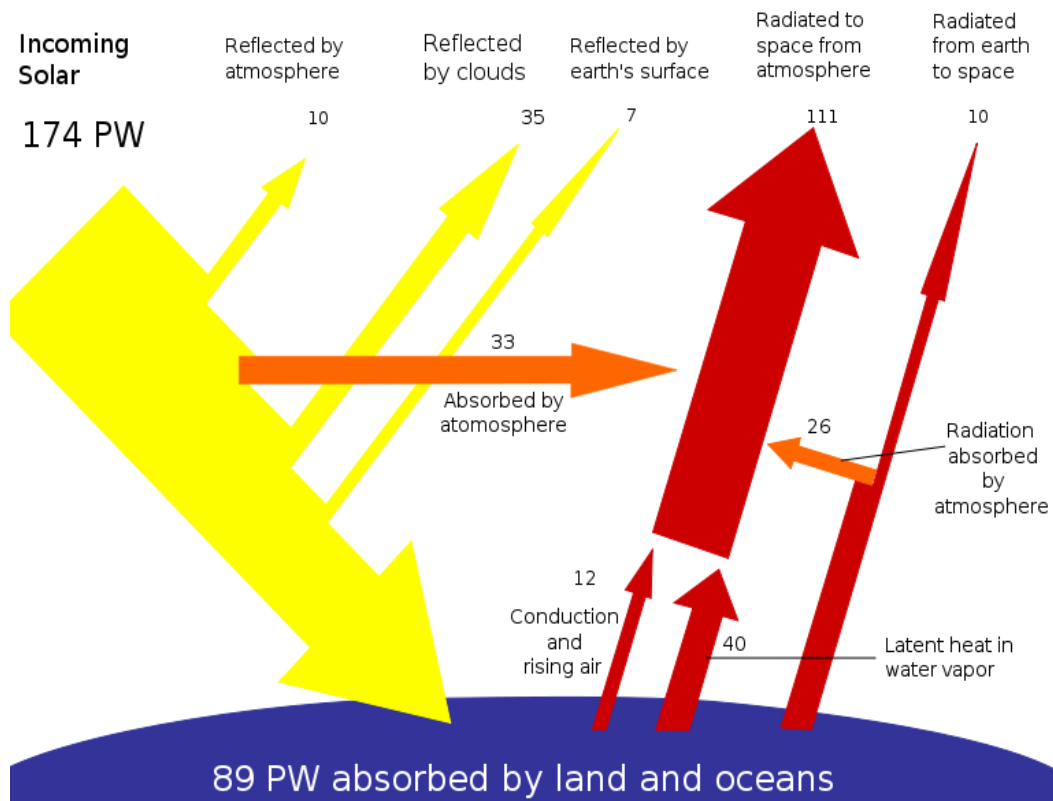 Incoming
Solar
174 PW
Reflected by
atmosphere
10
Reflected
by clouds
35
Reflected by
earth's surface
7
Radiated to
space from
atmosphere
111
Radiated
from earth
to space
10
33
Absorbed by
atomosphere
26
Radiation
absorbed
by
atmosphere
12
Conduction
and
rising air
40
Latent heat in
water vapor
89 PW absorbed by land and oceans